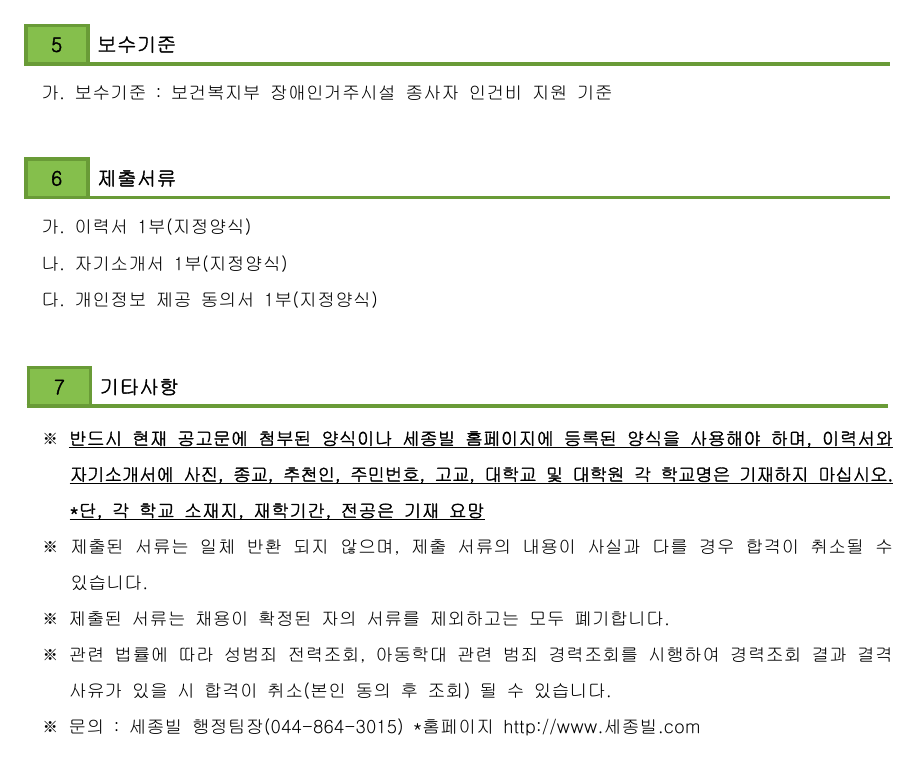 5 보수기준
가. 보수기준 : 보건복지부 장애인거주시설 종사자 인건비 지원 기준
6 제출서류
가. 이력서 1부(지정양식)
나. 자기소개서 1부(지정양식)
다. 개인정보 제공 동의서 1부(지정양식)
7 기타사항
※ 반드시 현재 공고문에 첨부된 양식이나 세종빌 홈페이지에 등록된 양식을 사용해야 하며, 이력서와
자기소개서에 사진, 종교, 추천인, 주민번호, 고교, 대학교 및 대학원 각 학교명은 기재하지 마십시오.
*단, 각 학교 소재지, 재학기간, 전공은 기재 요망
※ 제출된 서류는 일체 반환 되지 않으며, 제출 서류의 내용이 사실과 다를 경우 합격이 취소될 수
있습니다.
※ 제출된 서류는 채용이 확정된 자의 서류를 제외하고는 모두 폐기합니다.
※ 관련 법률에 따라 성범죄 전력조회, 아동학대 관련 범죄 경력조회를 시행하여 경력조회 결과 결격
사유가 있을 시 합격이 취소(본인 동의 후 조회) 될 수 있습니다.
※ 문의 : 세종빌 행정팀장(044-864-3015) *홈페이지 http://www.세종빌.com